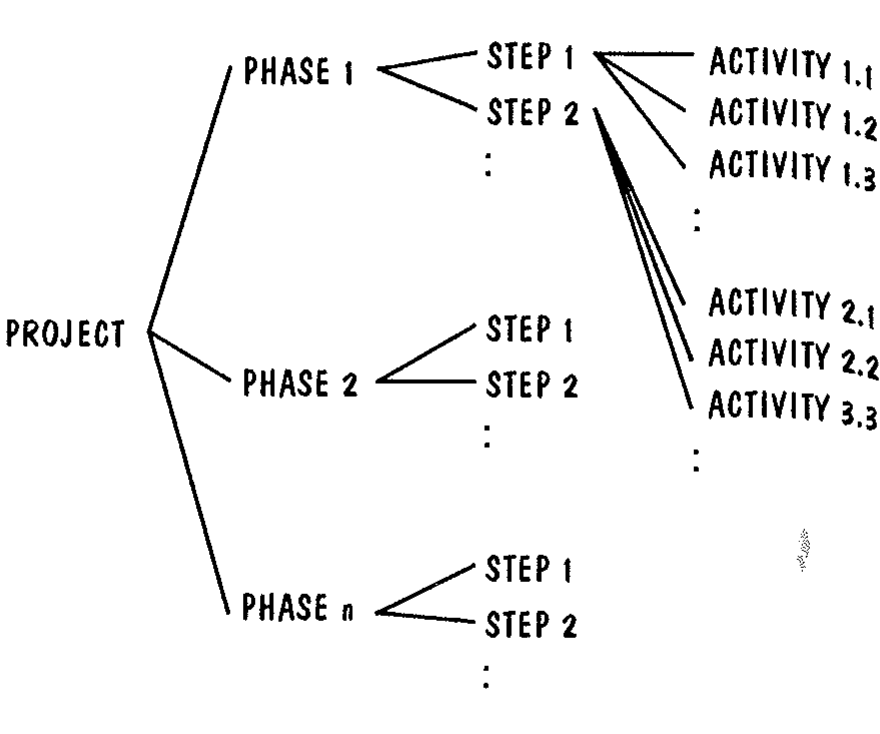 PROJECT
PHASE 1
STEP 1
ACTIVITY 1.1
ACTIVITY 1.2
ACTIVITY 1.3
:
STEP 2
ACTIVITY 2.1
ACTIVITY 2.2
ACTIVITY 3.3
:
:
PHASE 2
STEP 1
STEP 2
:
PHASE n
STEP 1
STEP 2
: